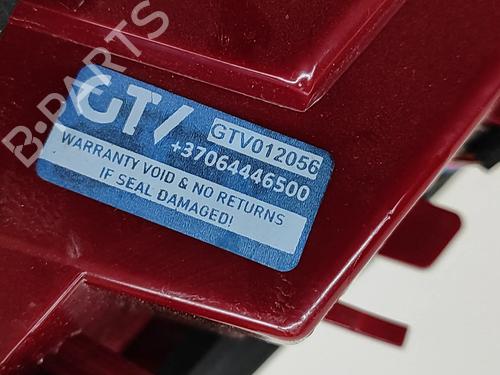 B-PARTS
GTV
GTV012056
+37064446500
WARRANTY VOID & NO RETURNS
IF SEAL DAMAGED!